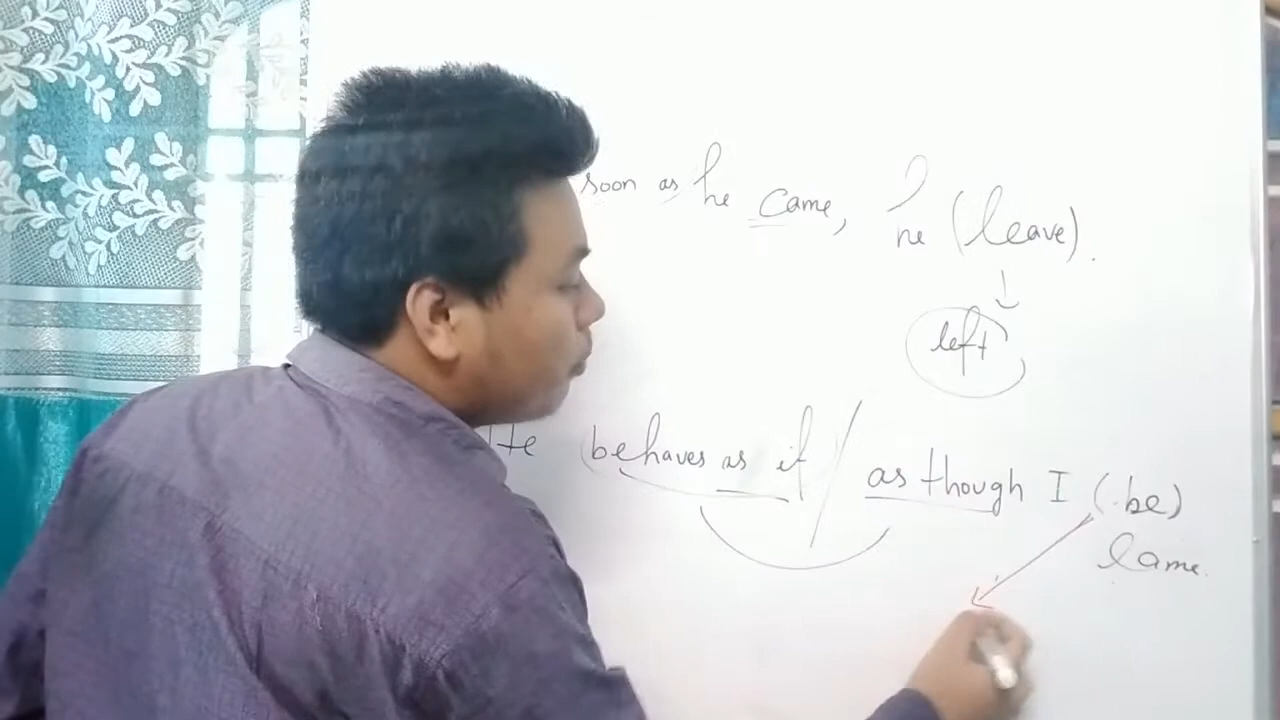 soon as he came, he (leave).
left
He behaves as if / as though I (be)
lame.